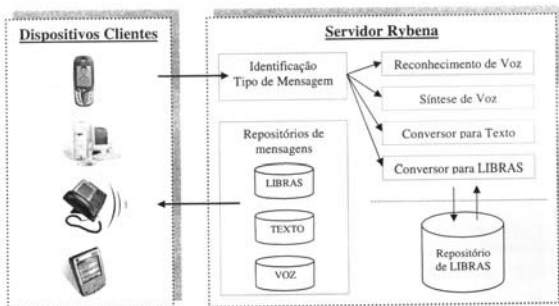 Dispositivos Clientes
Servidor Rybena
Identificação
Tipo de Mensagem
Reconhecimento de Voz
Síntese de Voz
Conversor para Texto
Conversor para LIBRAS
Repositórios de
mensagens
LIBRAS
TEXTO
VOZ
Repositório
de LIBRAS